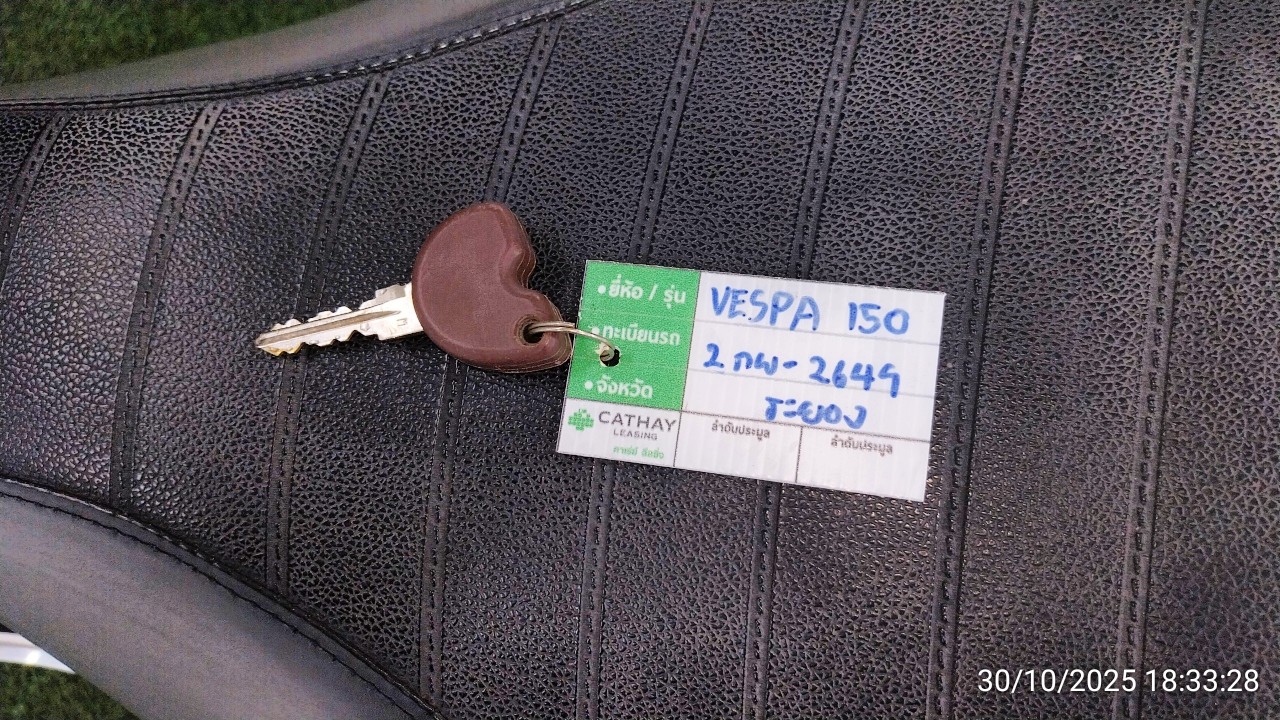 •ยี่ห้อ / รุ่น VESPA 150
•ทะเบียนรถ 2 กพ- 2649
•จังหวัด ระยอง
CATHAY
LEASING
คาเธ่ย์ ลีสซิ่ง
ลำดับประมูล ลำดับประมูล
30/10/2025 18:33:28